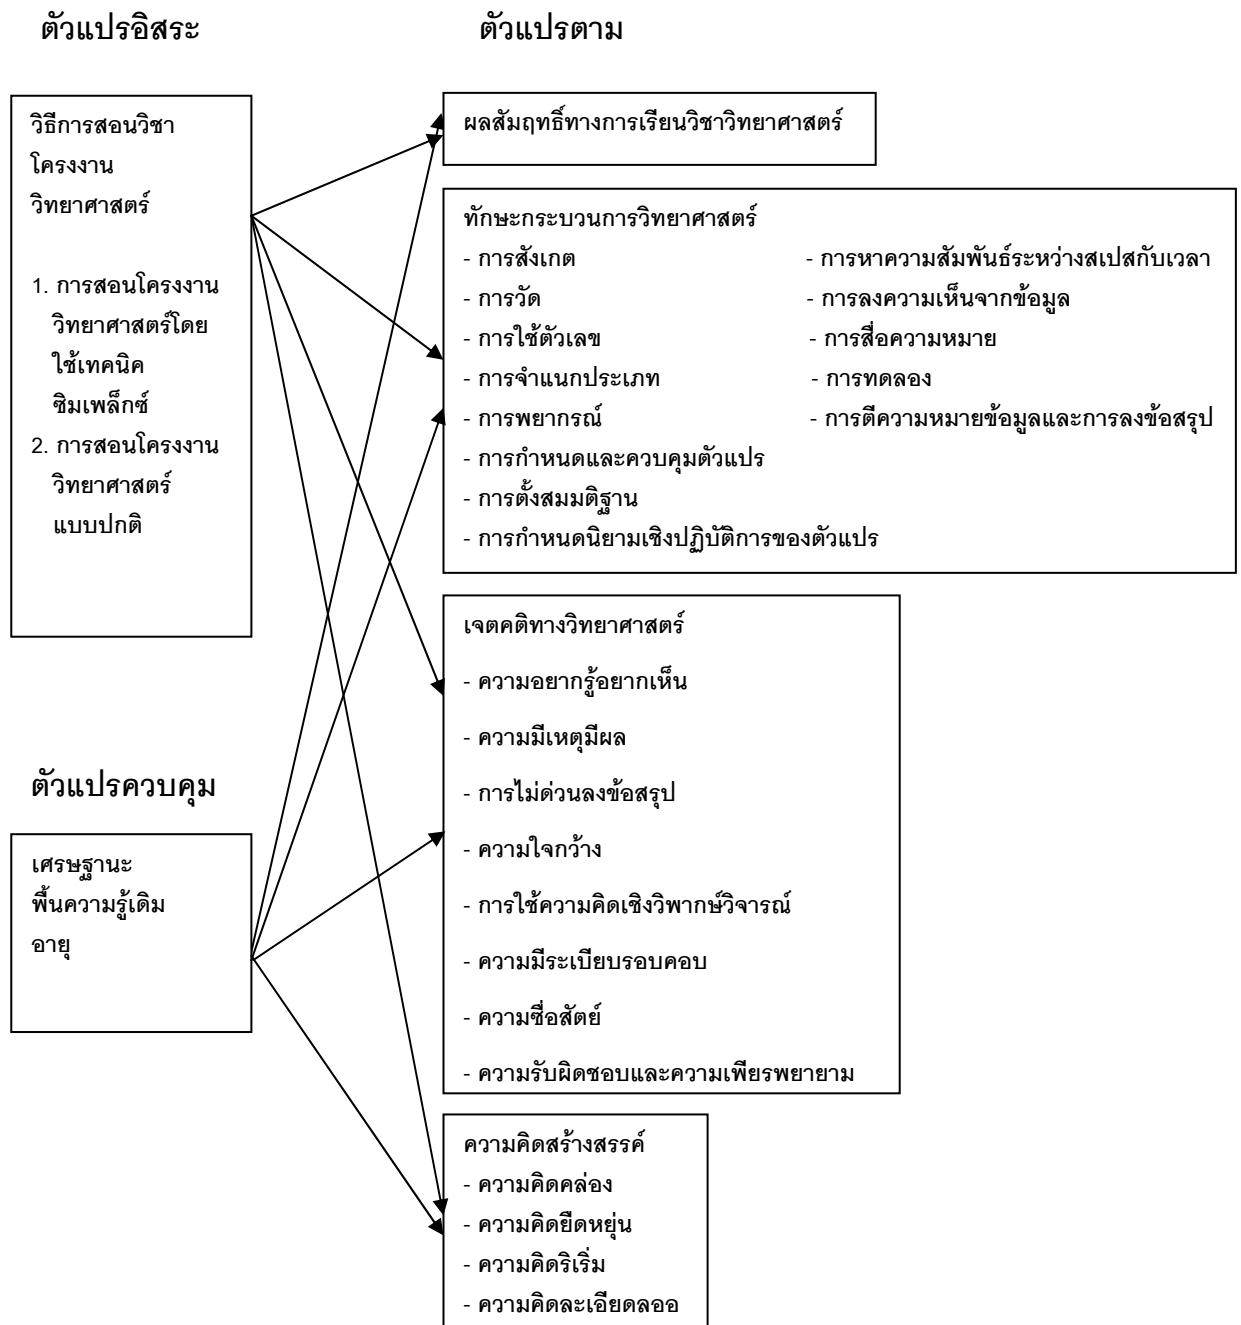 ตัวแปรอิสระ
ตัวแปรตาม
วิธีการสอนวิชา
โครงงาน
วิทยาศาสตร์
1. การสอนโครงงาน
วิทยาศาสตร์โดย
ใช้เทคนิค
ซิมเพล็กซ์
2. การสอนโครงงาน
วิทยาศาสตร์
แบบปกติ
ตัวแปรควบคุม
เศรษฐานะ
พื้นความรู้เดิม
อายุ
ผลสัมฤทธิ์ทางการเรียนวิชาวิทยาศาสตร์
ทักษะกระบวนการวิทยาศาสตร์
- การสังเกต - การหาความสัมพันธ์ระหว่างสเปสกับเวลา
- การวัด - การลงความเห็นจากข้อมูล
- การใช้ตัวเลข - การสื่อความหมาย
- การจำแนกประเภท - การทดลอง
- การพยากรณ์ - การตีความหมายข้อมูลและการลงข้อสรุป
- การกำหนดและควบคุมตัวแปร
- การตั้งสมมติฐาน
- การกำหนดนิยามเชิงปฏิบัติการของตัวแปร
เจตคติทางวิทยาศาสตร์
- ความอยากรู้อยากเห็น
- ความมีเหตุมีผล
- การไม่ด่วนลงข้อสรุป
- ความใจกว้าง
- การใช้ความคิดเชิงวิพากษ์วิจารณ์
- ความมีระเบียบรอบคอบ
- ความซื่อสัตย์
- ความรับผิดชอบและความเพียรพยายาม
ความคิดสร้างสรรค์
- ความคิดคล่อง
- ความคิดยืดหยุ่น
- ความคิดริเริ่ม
- ความคิดละเอียดลออ